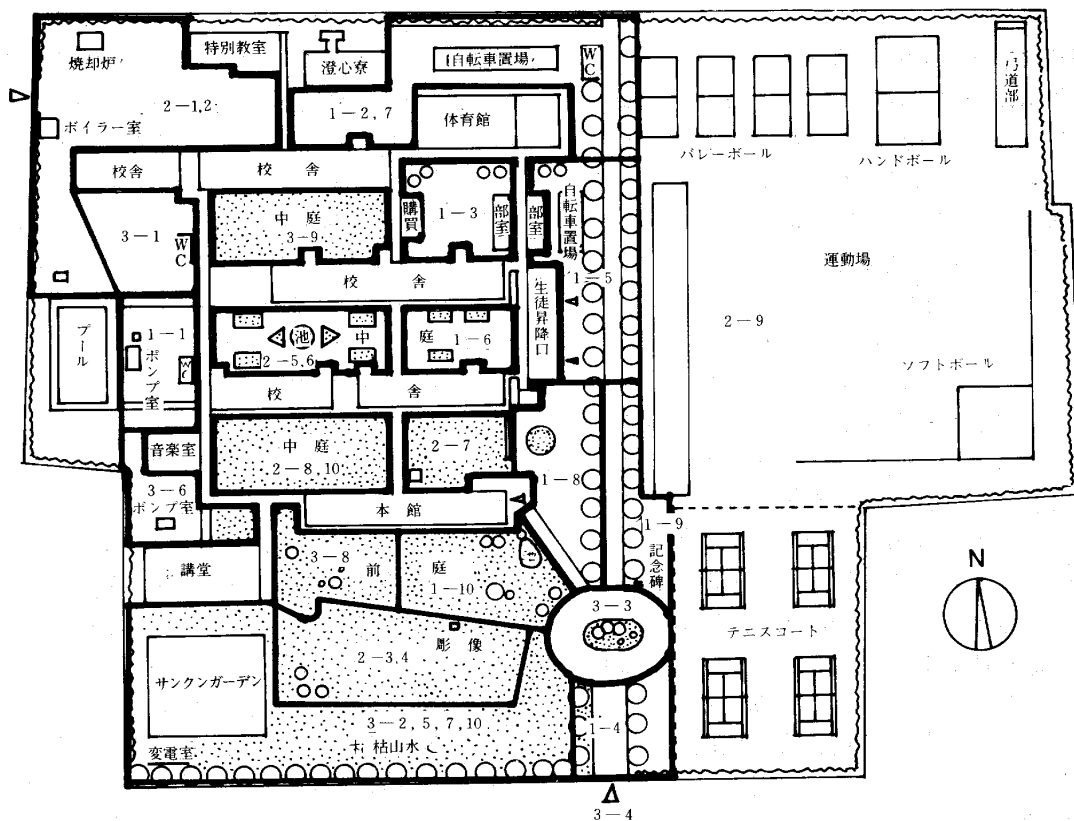 焼却炉
特別教室
澄心寮
自転車置場
WC
弓道部
2-1,2
ボイラー室
1-2, 7
体育館
バレーボール
ハンドボール
校舎
校舎
中庭
3-9
購買
1-3
部室
部室
自転車置場
1-5
3-1
WC
校舎
生徒昇降口
運動場
2-9
プール
1-1
ポンプ室
WC
池
中庭
2-5,6
1-6
校舎
ソフトボール
音楽室
中庭
2-8, 10
2-7
1-8
3-6
ポンプ室
本館
1-9
記念碑
講堂
3-8
前庭
1-10
3-3
テニスコート
N
彫像
2-3,4
サンクンガーデン
3-2, 5, 7, 10
枯山水
変電室
1-4
3-4